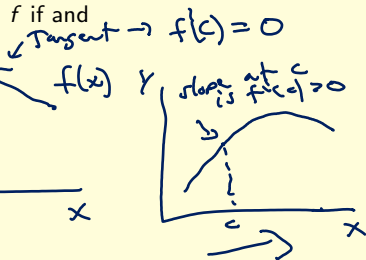 f if and
Tangent → f'(c) = 0
f(x)
Y
slope at c
is f'(c) > 0
c
X
X